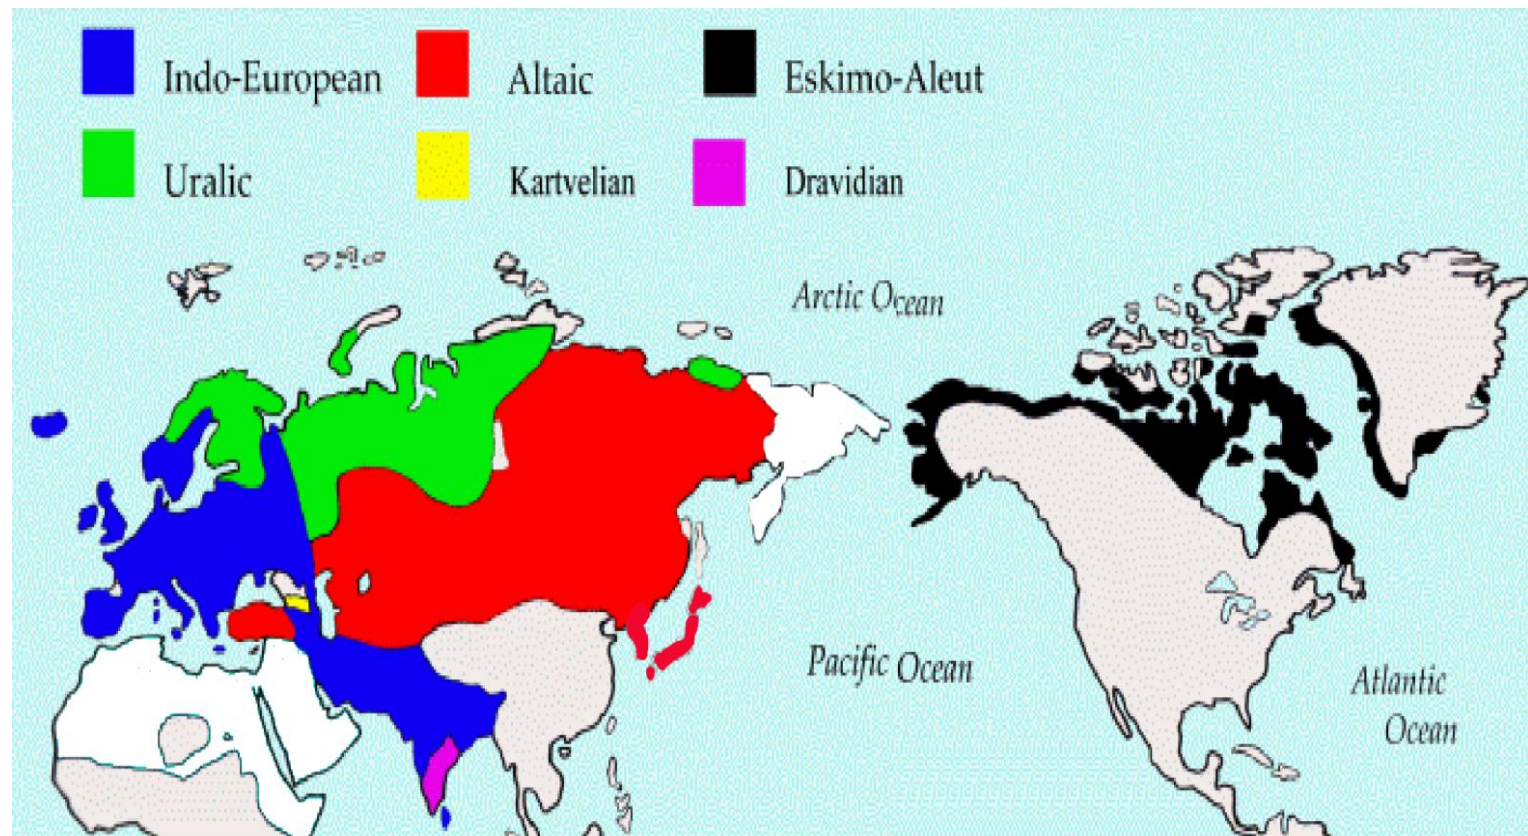 Indo-European
Altaic
Eskimo-Aleut
Uralic
Kartvelian
Dravidian
Arctic Ocean
Pacific Ocean
Atlantic
Ocean